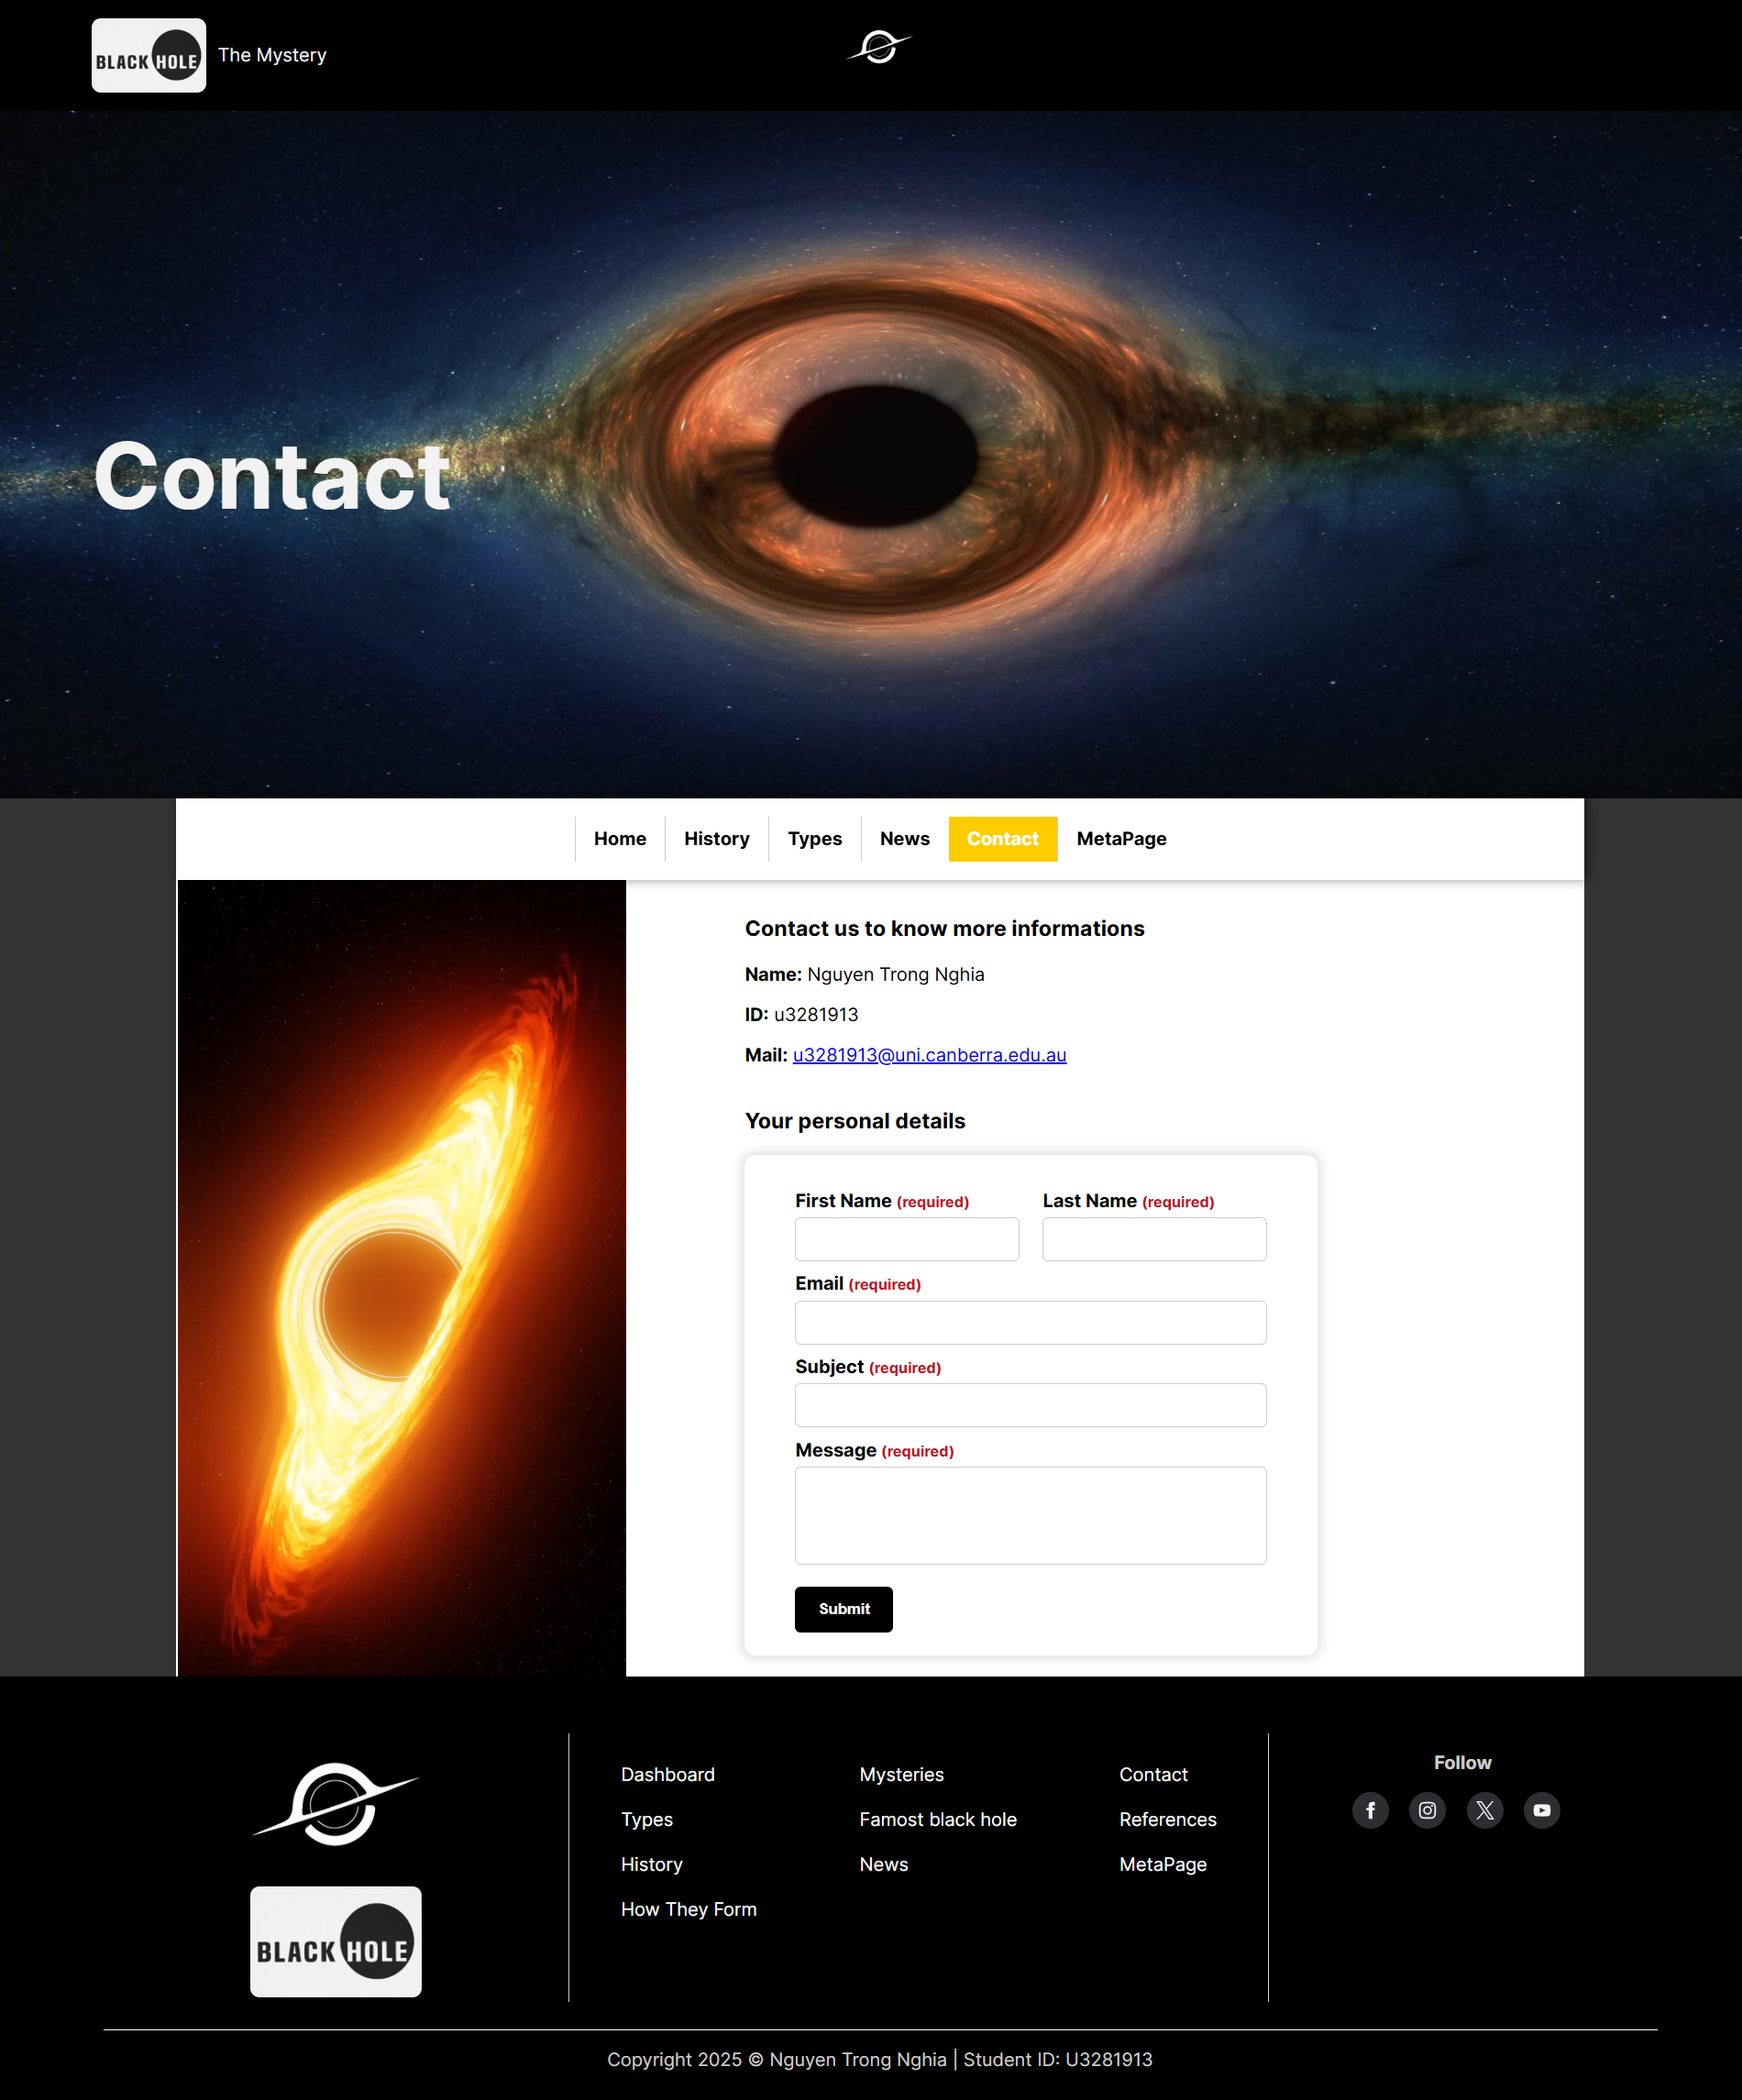 BLACK HOLE The Mystery
Contact
Home History Types News Contact MetaPage
Contact us to know more informations
Name: Nguyen Trong Nghia
ID: u3281913
Mail: u3281913@uni.canberra.edu.au
Your personal details
First Name (required) Last Name (required)
Email (required)
Subject (required)
Message (required)
Submit
Dashboard
Types
History
How They Form
Mysteries
Famost black hole
News
Contact
References
MetaPage
Follow
BLACK HOLE
Copyright 2025 © Nguyen Trong Nghia | Student ID: U3281913